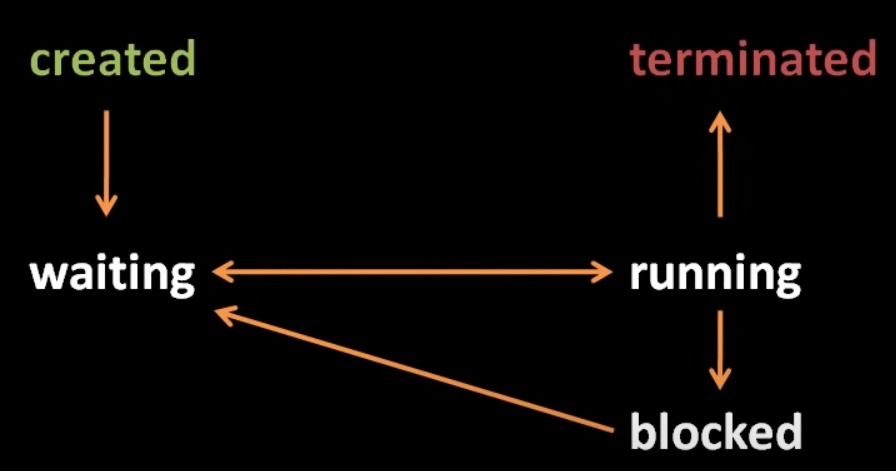 created
terminated
waiting
running
blocked